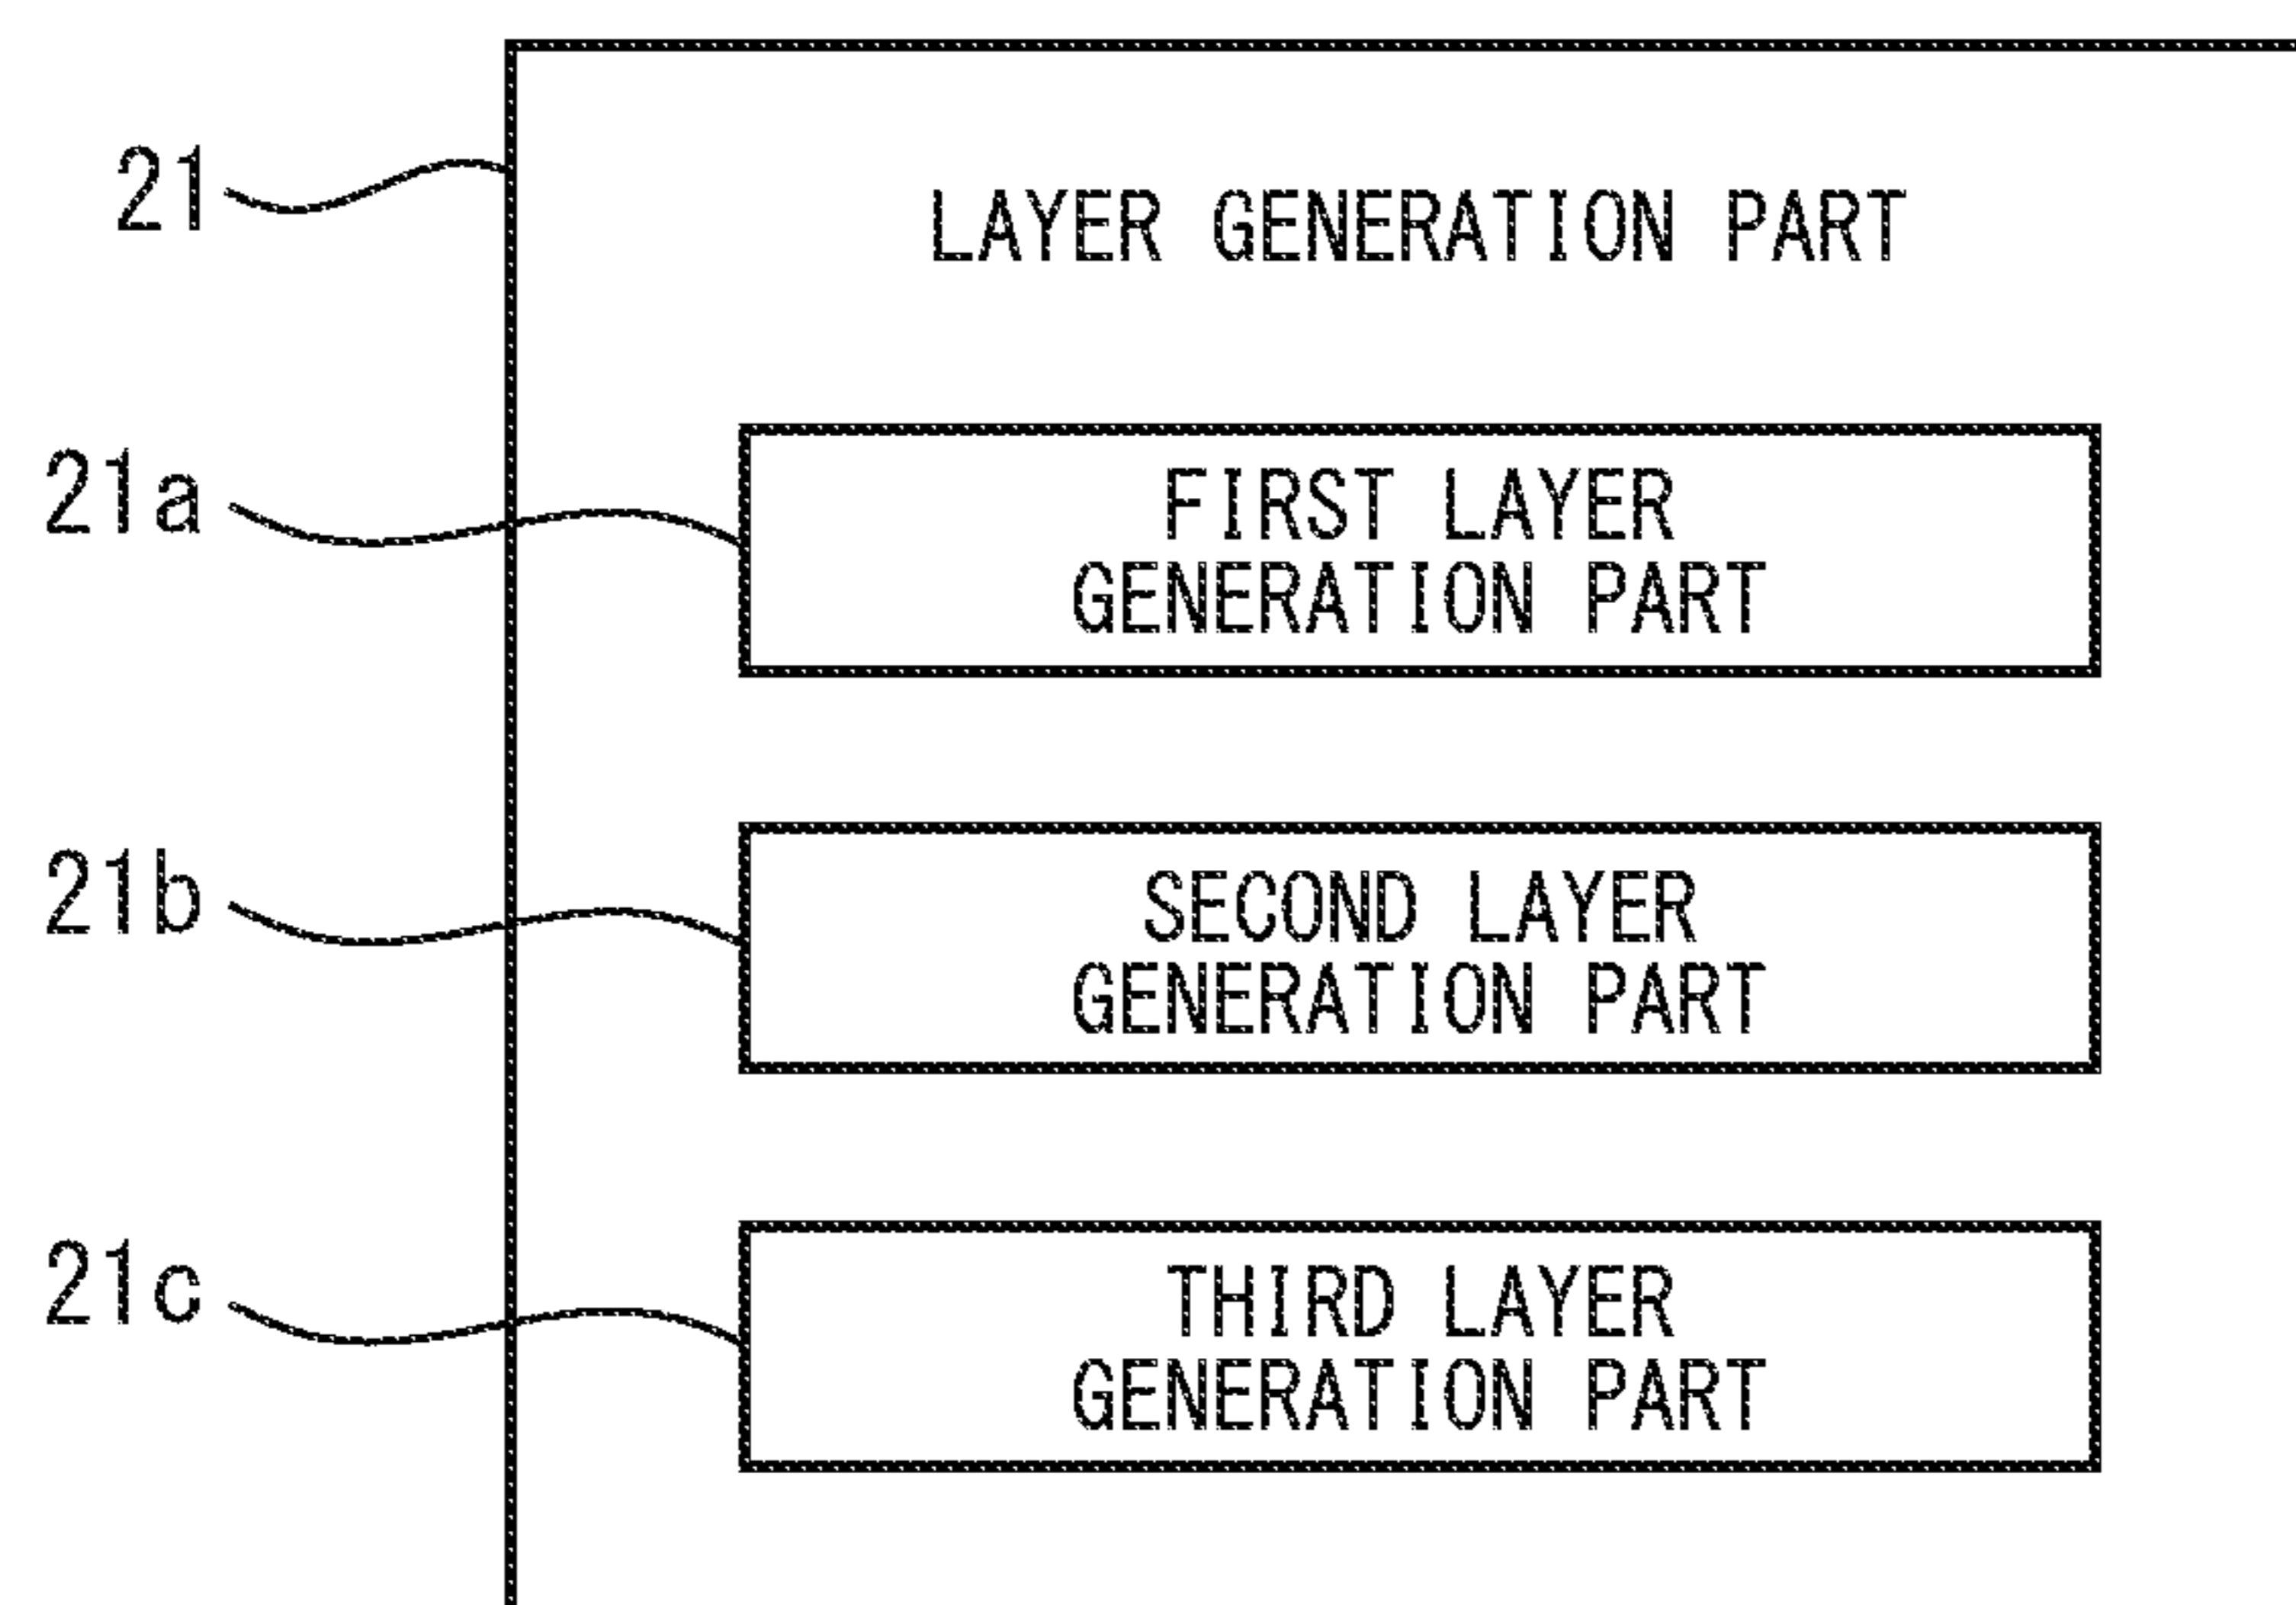 21
LAYER GENERATION PART
21a
FIRST LAYER
GENERATION PART
21b
SECOND LAYER
GENERATION PART
21c
THIRD LAYER
GENERATION PART